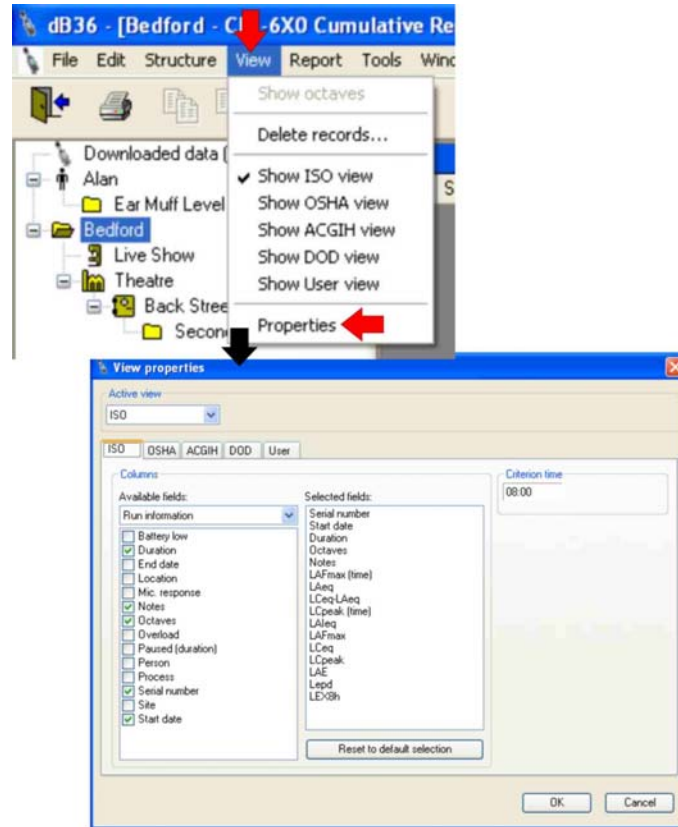 dB36 - [Bedford - 6X0 Cumulative Re
File Edit Structure View Report Tools Wind
Show octaves
Delete records...
Downloaded data (
Show ISO view
Alan
Show OSHA view
Ear Muff Level
Show ACGIH view
Bedford
Show DOD view
Live Show
Show User view
Theatre
Back Stree
Properties
Secon
View properties
Active view
ISO
ISO OSHA ACGIH DOD User
Columns
Criterion time
Available fields:
Selected fields:
08:00
Run information
Battery low
Duration
End date
Location
Mic. response
Notes
Octaves
Overload
Paused (duration)
Person
Process
Serial number
Site
Start date
Serial number
Start date
Duration
Octaves
Notes
LAFmax (time)
LAeq
LCeq-LAeq
LCpeak (time)
LAIeq
LAFmax
LCeq
LCpeak
LAE
Lepd
LEX8h
Reset to default selection
OK Cancel